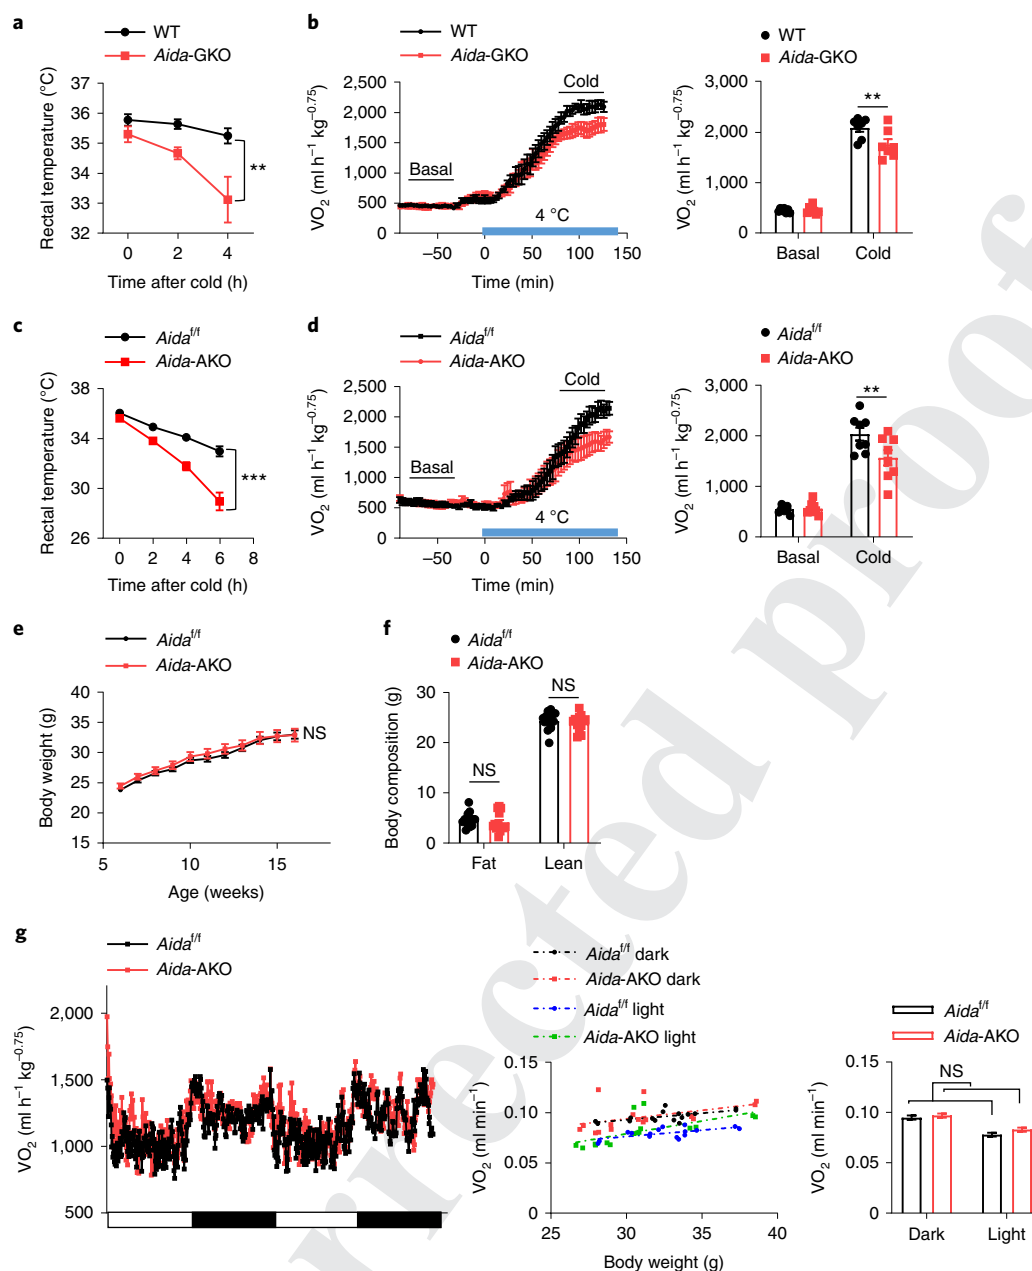 a
WT
Aida-GKO
Rectal temperature (°C)
37
36
35
34
33
32
0
2
4
**
Time after cold (h)
b
WT
Aida-GKO
VO2 (ml h−1 kg−0.75)
2,500
2,000
1,500
1,000
500
0
Basal
Cold
4 °C
−50
0
50
100
150
Time (min)
WT
Aida-GKO
VO2 (ml h−1 kg−0.75)
3,000
2,000
1,000
0
**
Basal
Cold
c
Aidaf/f
Aida-AKO
Rectal temperature (°C)
36
34
29
28
26
0
2
4
6
8
***
Time after cold (h)
d
Aidaf/f
Aida-AKO
VO2 (ml h−1 kg−0.75)
2,500
2,000
1,500
1,000
500
0
Basal
Cold
4 °C
−50
0
50
100
150
Time (min)
Aidaf/f
Aida-AKO
VO2 (ml h−1 kg−0.75)
3,000
2,000
1,000
0
**
Basal
Cold
e
Aidaf/f
Aida-AKO
Body weight (g)
40
35
30
25
20
15
NS
5
10
15
Age (weeks)
f
Aidaf/f
Aida-AKO
Body composition (g)
30
20
10
0
NS
NS
Fat
Lean
g
Aidaf/f
Aida-AKO
VO2 (ml h−1 kg−0.75)
2,000
1,500
1,000
500
Aidaf/f dark
Aida-AKO dark
Aidaf/f light
Aida-AKO light
VO2 (ml min−1)
0.15
0.10
0.05
0
25
30
35
40
Body weight (g)
Aidaf/f
Aida-AKO
VO2 (ml min−1)
0.15
0.10
0.05
0
NS
Dark
Light
rrected proof